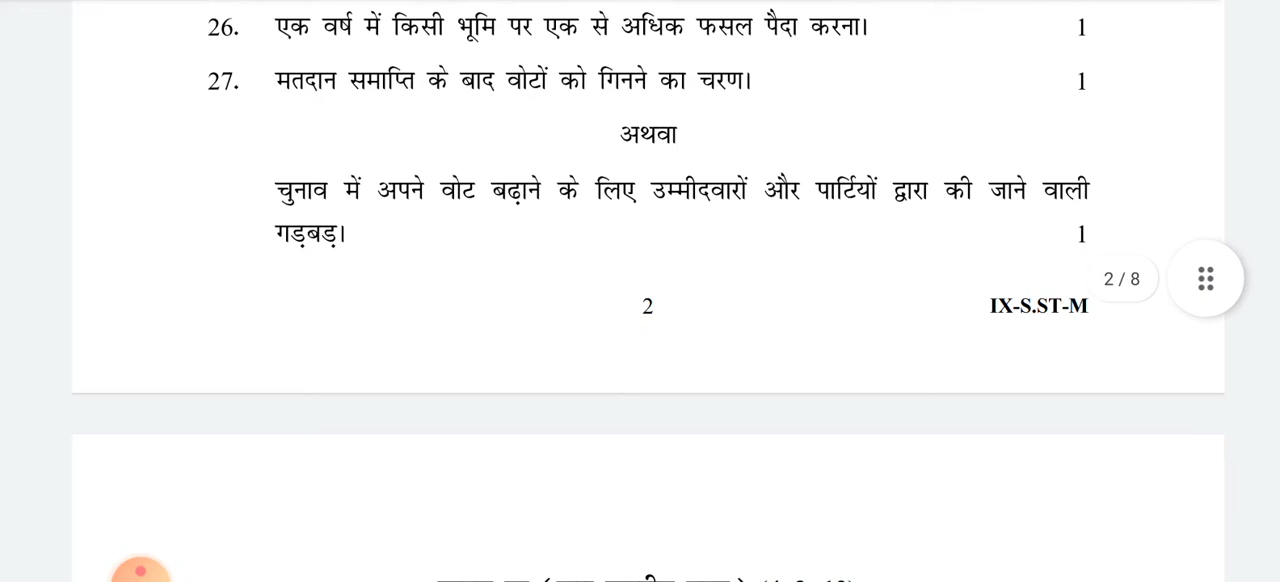 26. एक वर्ष में किसी भूमि पर एक से अधिक फसल पैदा करना। 1
27. मतदान समाप्ति के बाद वोटों को गिनने का चरण। 1
अथवा
चुनाव में अपने वोट बढ़ाने के लिए उम्मीदवारों और पार्टियों द्वारा की जाने वाली
गड़बड़। 1
2 / 8
2 IX-S.ST-M